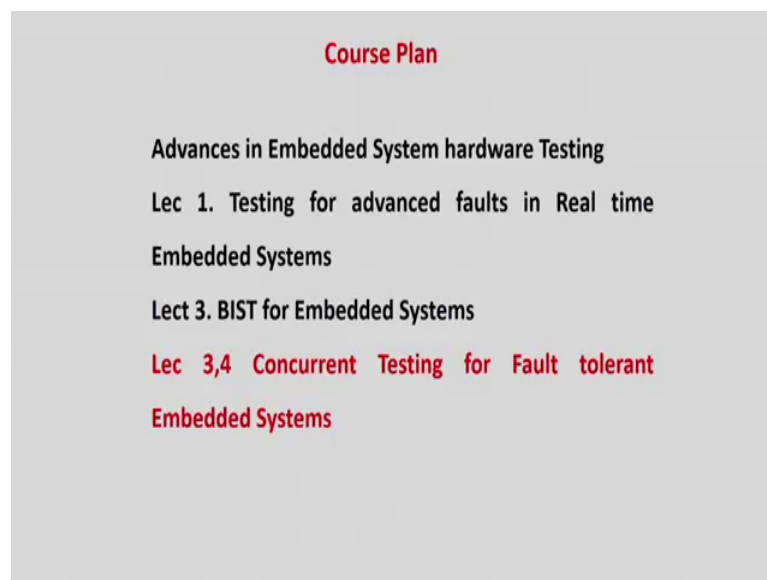 Course Plan
Advances in Embedded System hardware Testing
Lec 1. Testing for advanced faults in Real time
Embedded Systems
Lect 3. BIST for Embedded Systems
Lec 3,4 Concurrent Testing for Fault tolerant
Embedded Systems